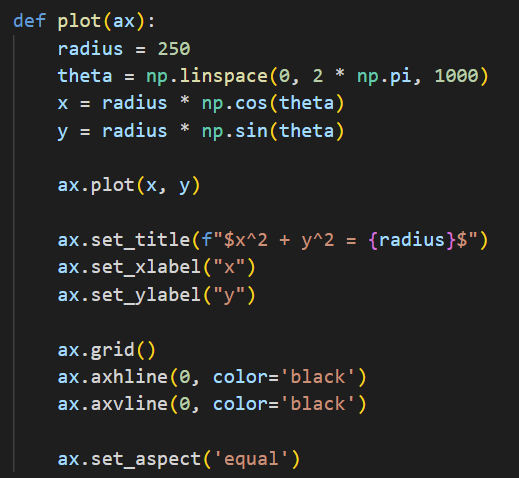 def plot(ax):
    radius = 250
    theta = np.linspace(0, 2 * np.pi, 1000)
    x = radius * np.cos(theta)
    y = radius * np.sin(theta)

    ax.plot(x, y)

    ax.set_title(f"$x^2 + y^2 = {radius}$")
    ax.set_xlabel("x")
    ax.set_ylabel("y")

    ax.grid()
    ax.axhline(0, color='black')
    ax.axvline(0, color='black')

    ax.set_aspect('equal')